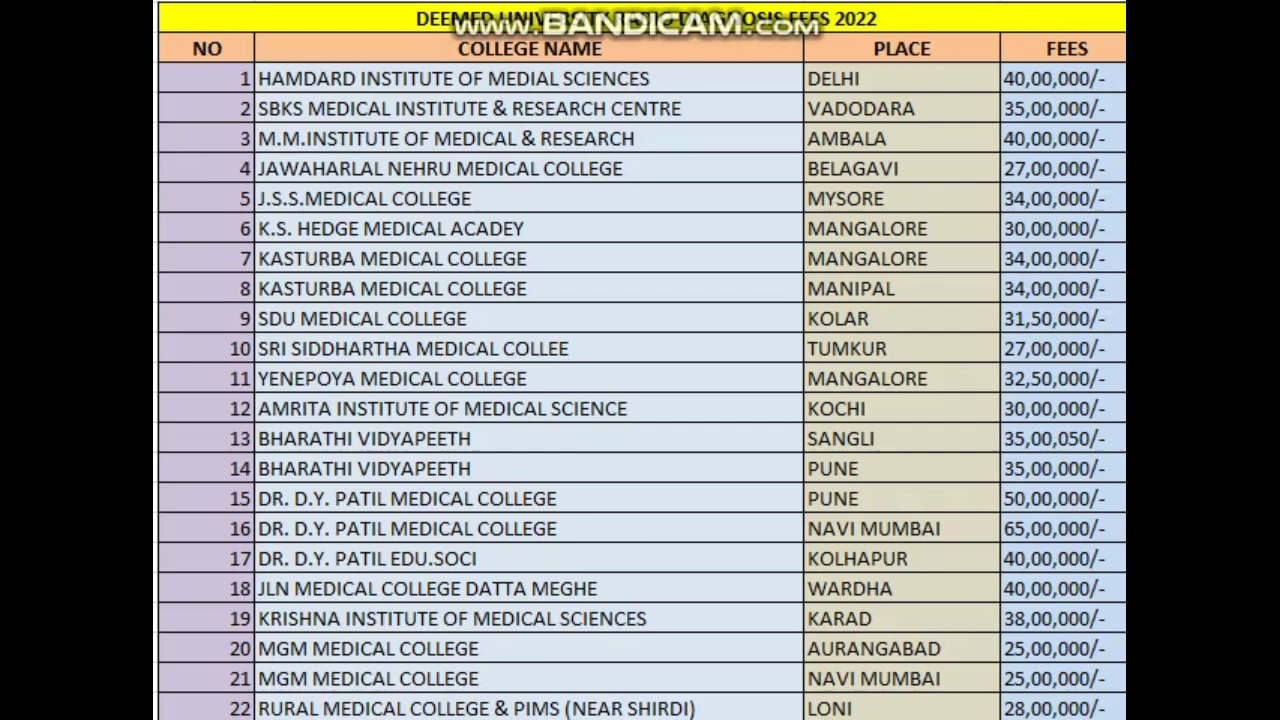 DEEMED UNIVERSITY RADIO DIAGNOSIS FEES 2022
www.BANDICAM.com
NO COLLEGE NAME PLACE FEES
1 HAMDARD INSTITUTE OF MEDIAL SCIENCES DELHI 40,00,000/-
2 SBKS MEDICAL INSTITUTE & RESEARCH CENTRE VADODARA 35,00,000/-
3 M.M.INSTITUTE OF MEDICAL & RESEARCH AMBALA 40,00,000/-
4 JAWAHARLAL NEHRU MEDICAL COLLEGE BELAGAVI 27,00,000/-
5 J.S.S.MEDICAL COLLEGE MYSORE 34,00,000/-
6 K.S. HEDGE MEDICAL ACADEY MANGALORE 30,00,000/-
7 KASTURBA MEDICAL COLLEGE MANGALORE 34,00,000/-
8 KASTURBA MEDICAL COLLEGE MANIPAL 34,00,000/-
9 SDU MEDICAL COLLEGE KOLAR 31,50,000/-
10 SRI SIDDHARTHA MEDICAL COLLEE TUMKUR 27,00,000/-
11 YENEPOYA MEDICAL COLLEGE MANGALORE 32,50,000/-
12 AMRITA INSTITUTE OF MEDICAL SCIENCE KOCHI 30,00,000/-
13 BHARATHI VIDYAPEETH SANGLI 35,00,050/-
14 BHARATHI VIDYAPEETH PUNE 35,00,000/-
15 DR. D.Y. PATIL MEDICAL COLLEGE PUNE 50,00,000/-
16 DR. D.Y. PATIL MEDICAL COLLEGE NAVI MUMBAI 65,00,000/-
17 DR. D.Y. PATIL EDU.SOCI KOLHAPUR 40,00,000/-
18 JLN MEDICAL COLLEGE DATTA MEGHE WARDHA 40,00,000/-
19 KRISHNA INSTITUTE OF MEDICAL SCIENCES KARAD 38,00,000/-
20 MGM MEDICAL COLLEGE AURANGABAD 25,00,000/-
21 MGM MEDICAL COLLEGE NAVI MUMBAI 25,00,000/-
22 RURAL MEDICAL COLLEGE & PIMS (NEAR SHIRDI) LONI 28,00,000/-